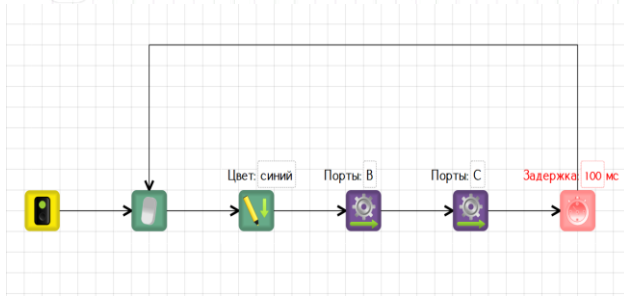 Цвет: синий
Порты: B
Порты: C
Задержка: 100 мс